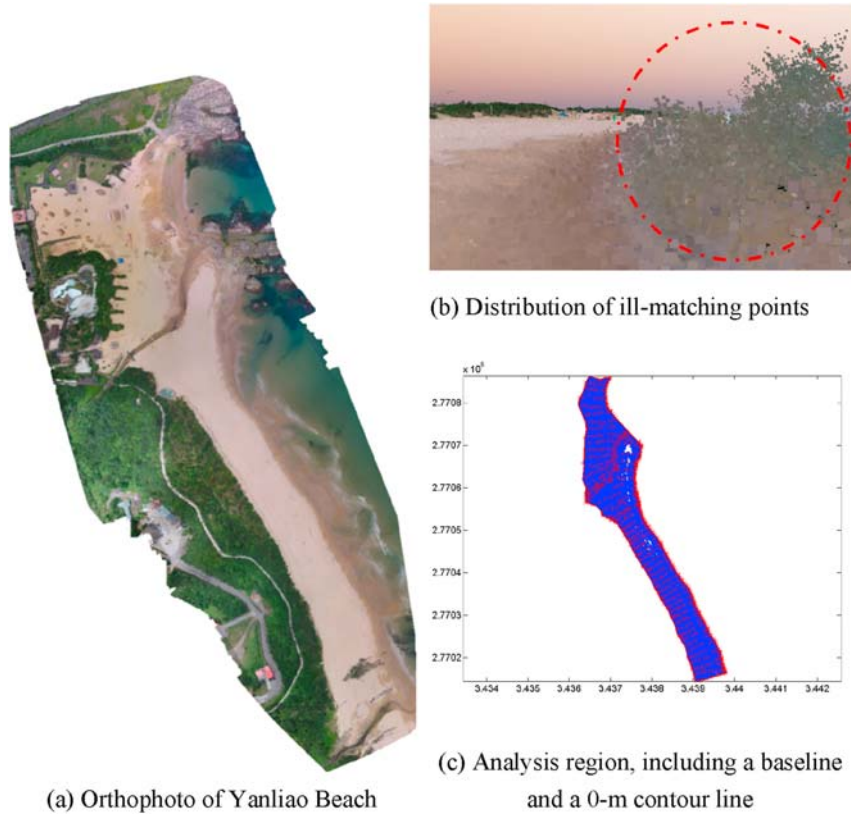 (a) Orthophoto of Yanliao Beach
(b) Distribution of ill-matching points
× 10⁶
2.7708
2.7707
2.7706
2.7705
2.7704
2.7703
2.7702
3.434 3.435 3.436 3.437 3.438 3.439 3.44 3.441 3.442
(c) Analysis region, including a baseline
and a 0-m contour line